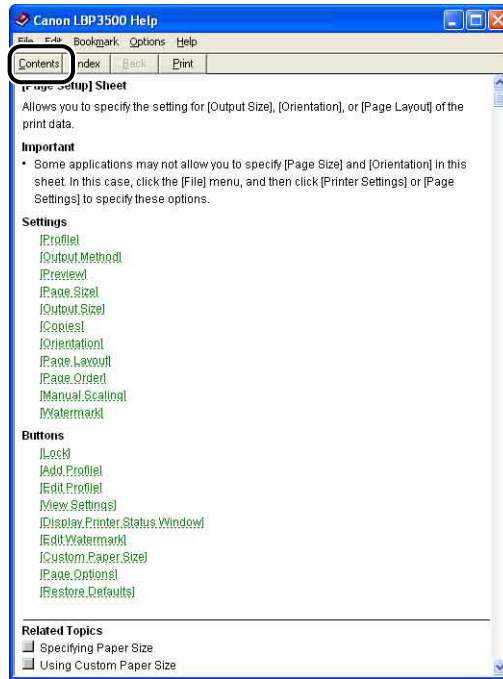 Canon LBP3500 Help
File Edit Bookmark Options Help
Contents Index Back Print
[Page Setup] Sheet
Allows you to specify the setting for [Output Size], [Orientation], or [Page Layout] of the
print data.
Important
• Some applications may not allow you to specify [Page Size] and [Orientation] in this
sheet. In this case, click the [File] menu, and then click [Printer Settings] or [Page
Settings] to specify these options.
Settings
[Profile]
[Output Method]
[Preview]
[Page Size]
[Output Size]
[Copies]
[Orientation]
[Page Layout]
[Page Order]
[Manual Scaling]
[Watermark]
Buttons
[Lock]
[Add Profile]
[Edit Profile]
[View Settings]
[Display Printer Status Window]
[Edit Watermark]
[Custom Paper Size]
[Page Options]
[Restore Defaults]
Related Topics
Specifying Paper Size
Using Custom Paper Size